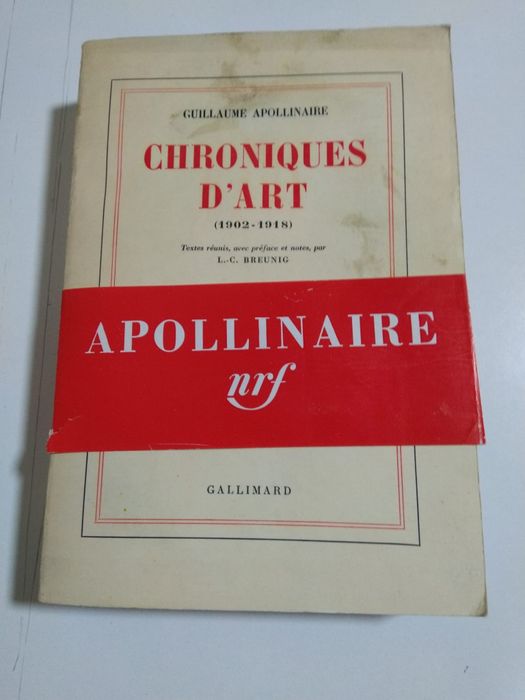 GUILLAUME APOLLINAIRE
CHRONIQUES
D'ART
(1902-1918)
Textes réunis, avec préface et notes, par
L.-C. BREUNIG
APOLLINAIRE
nrf
GALLIMARD